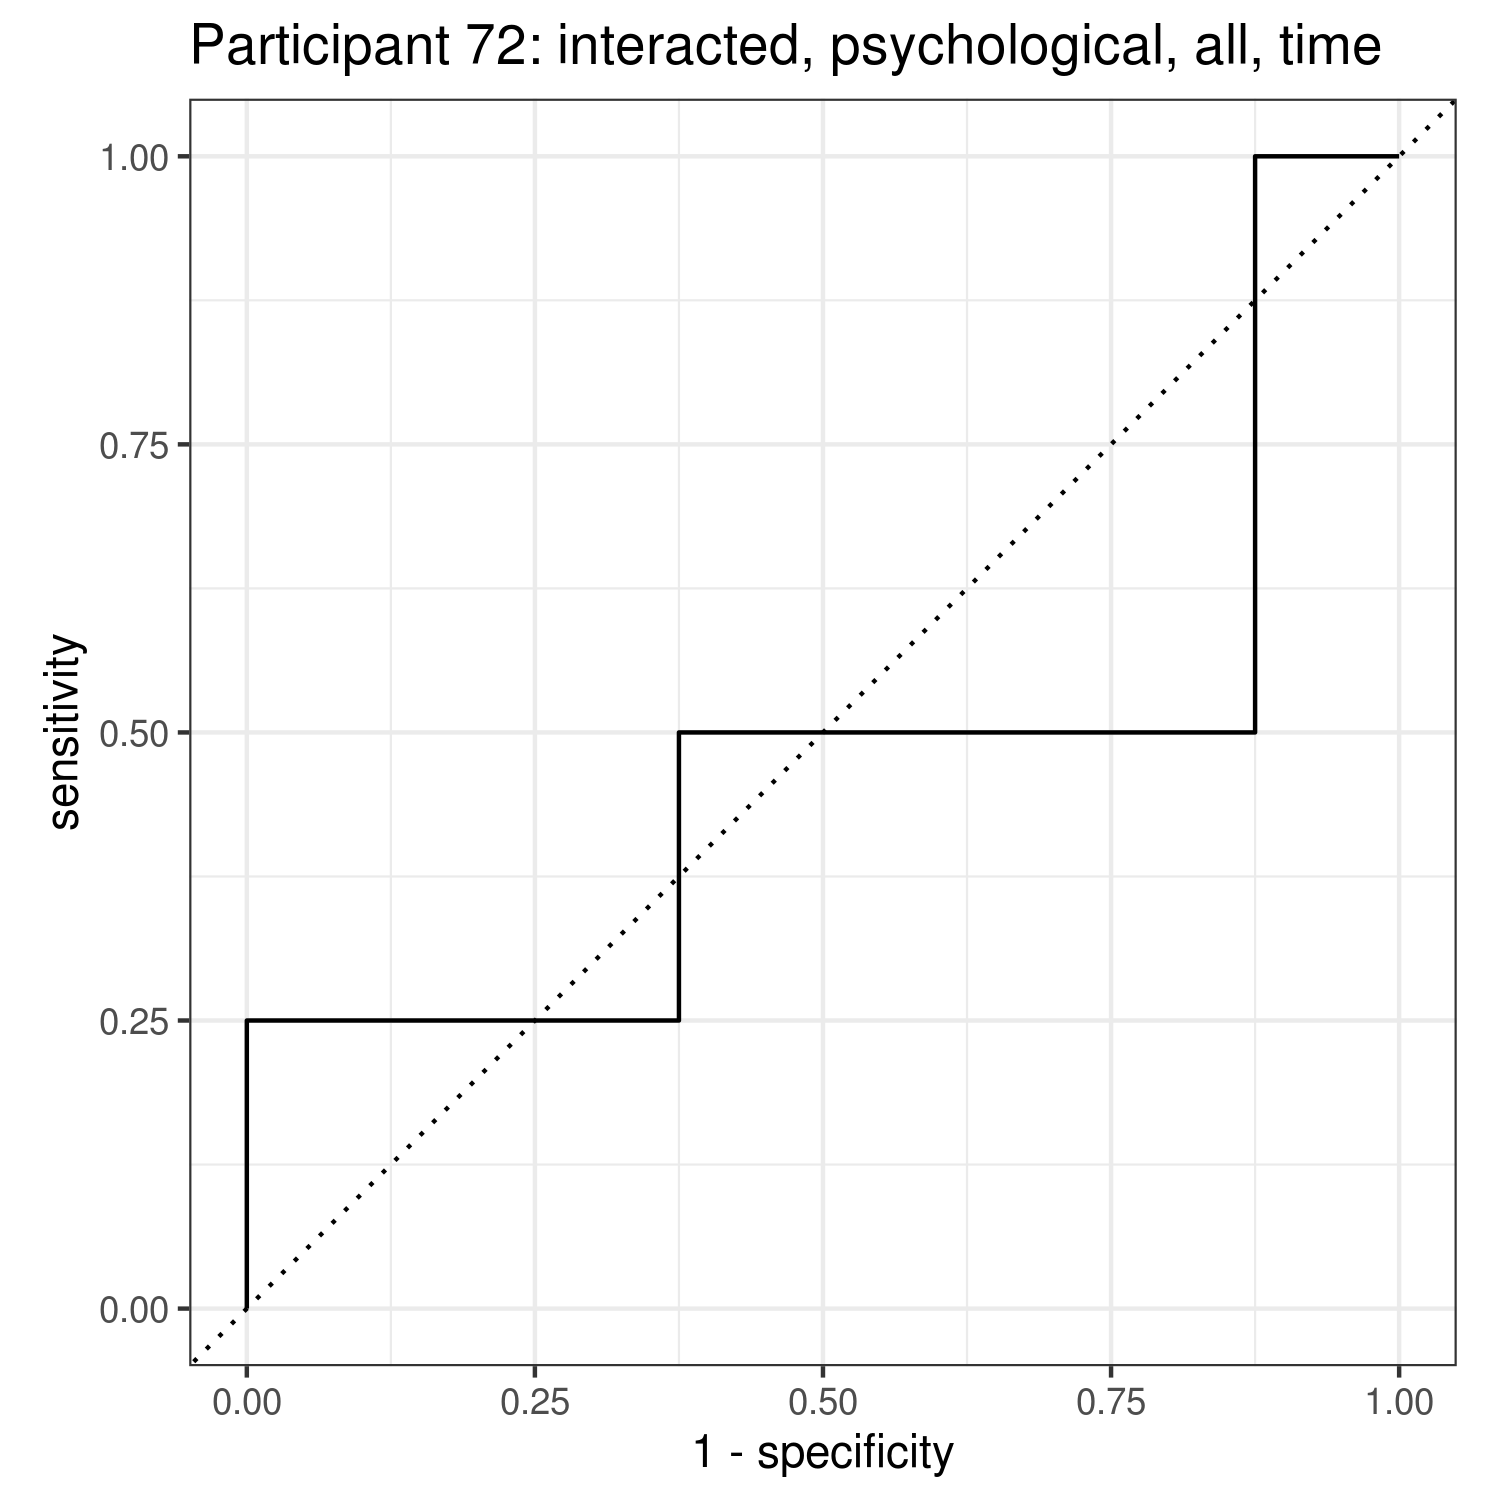 Participant 72: interacted, psychological, all, time
1.00
0.75
0.50
0.25
0.00
sensitivity
0.00 0.25 0.50 0.75 1.00
1 - specificity